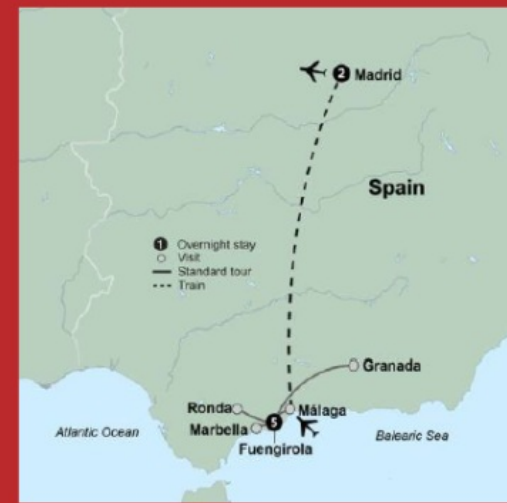 2 Madrid
Spain
1 Overnight stay
Visit
Standard tour
Train
Granada
Ronda
Málaga
Marbella
5
Fuengirola
Atlantic Ocean
Balearic Sea